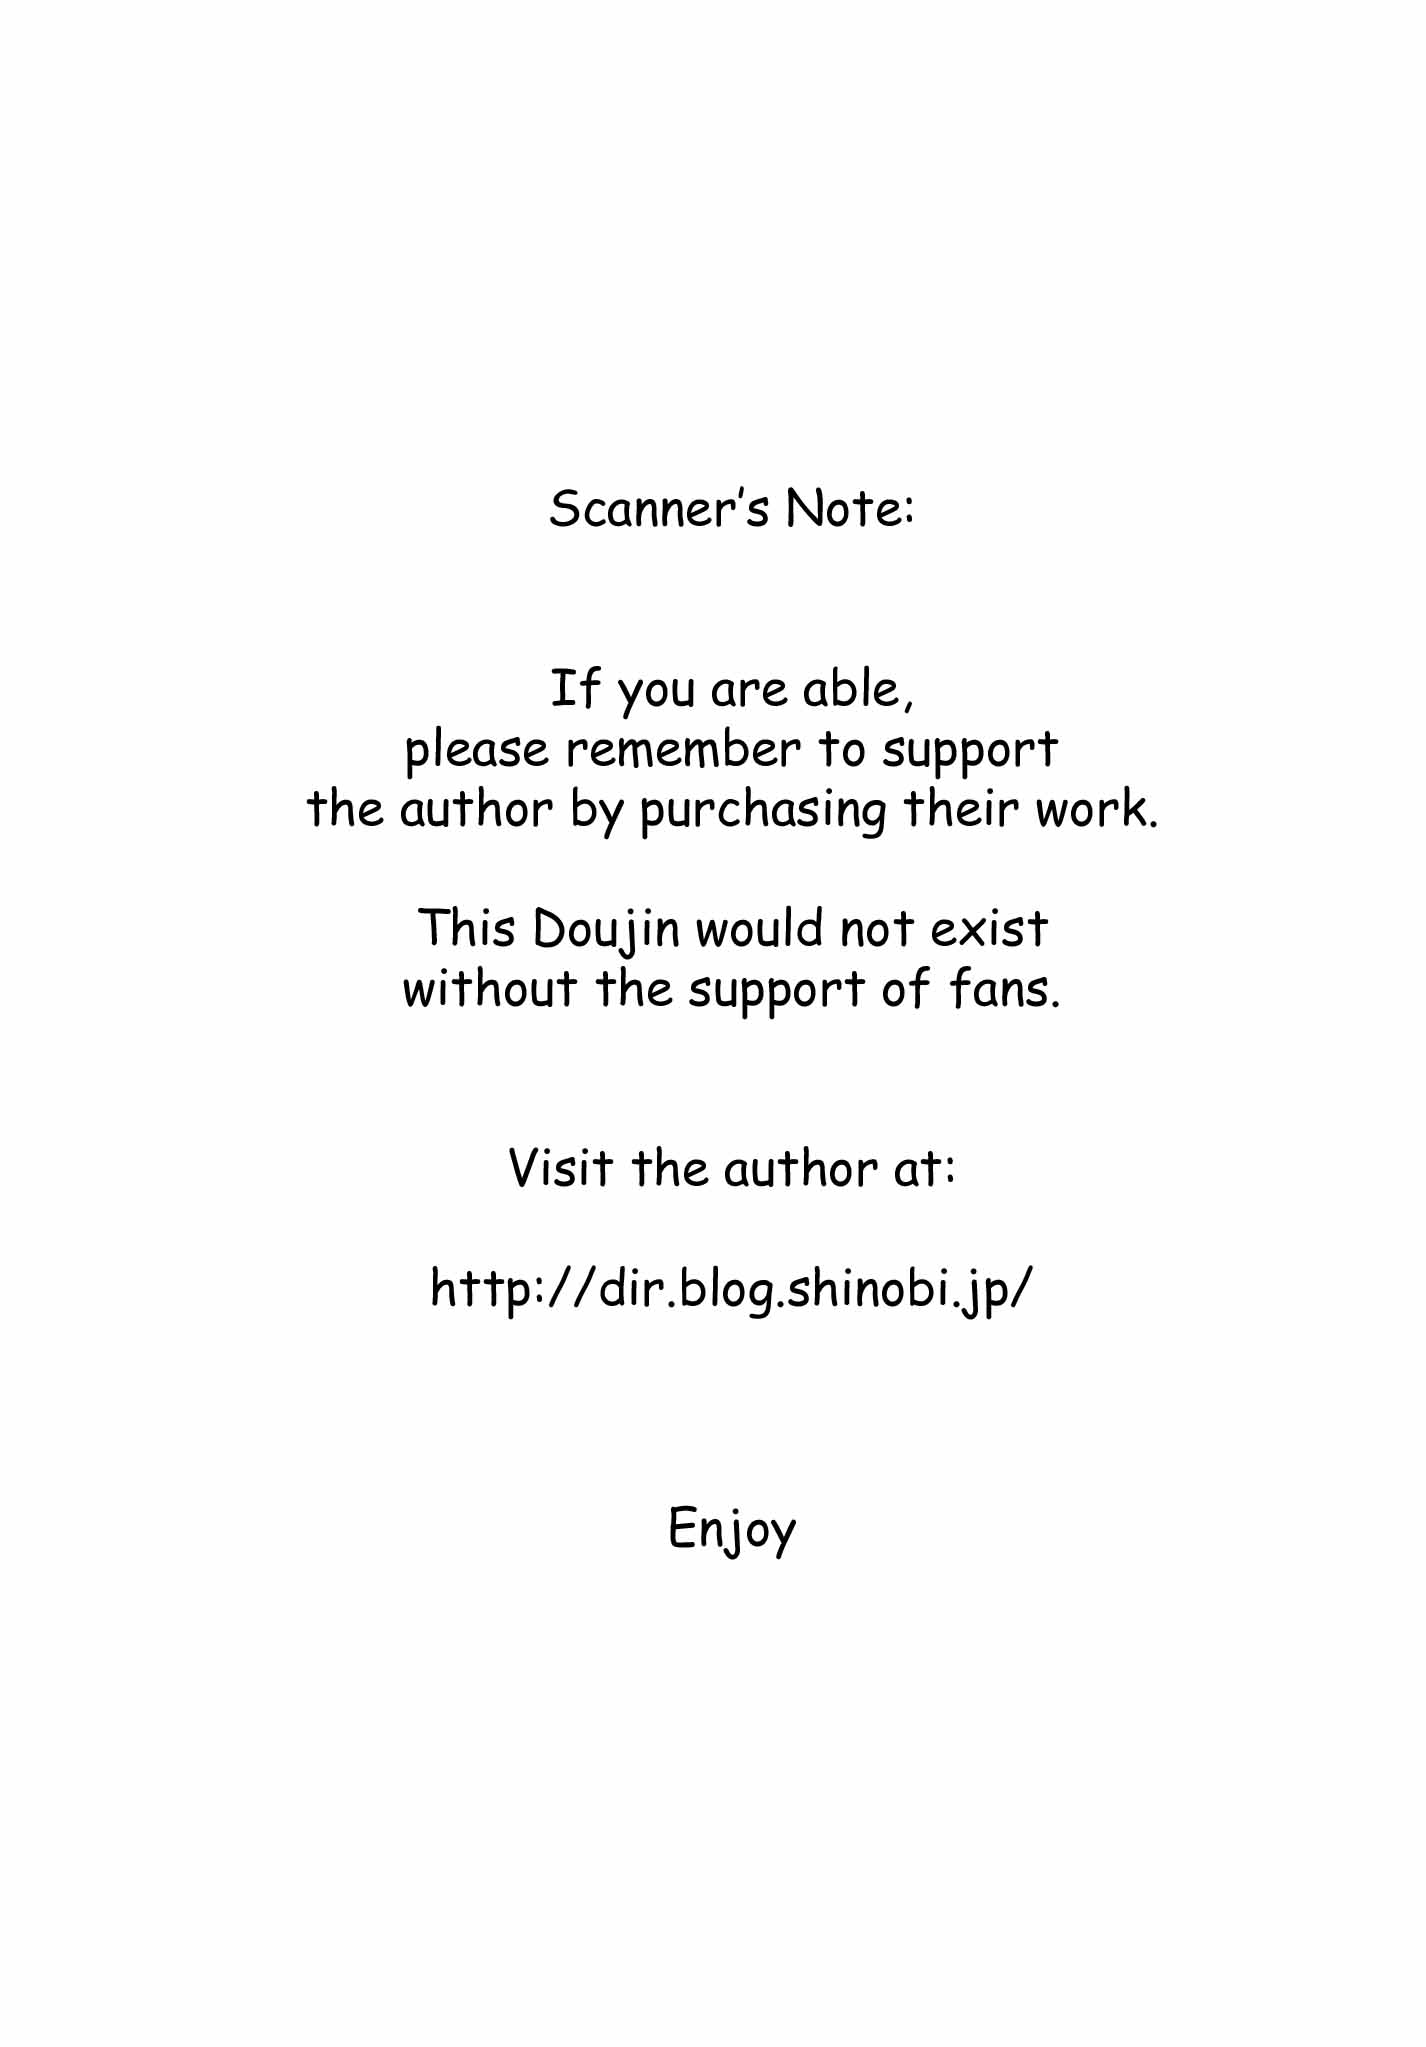 Scanner’s Note:
If you are able,
please remember to support
the author by purchasing their work.
This Doujin would not exist
without the support of fans.
Visit the author at:
http://dir.blog.shinobi.jp/
Enjoy